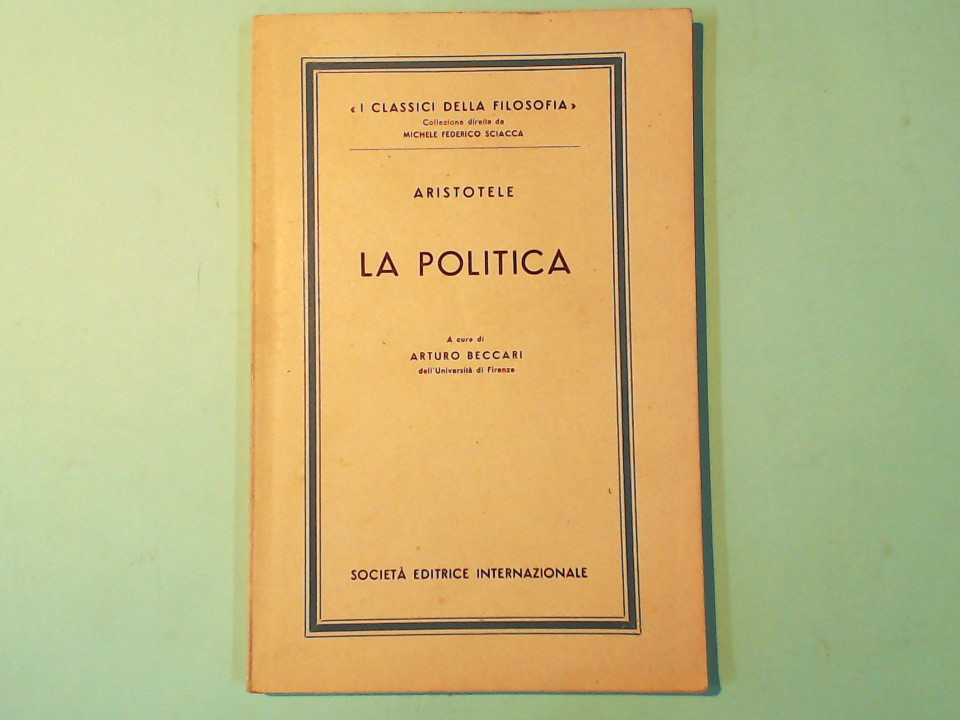 « I CLASSICI DELLA FILOSOFIA »
Collezione diretta da
MICHELE FEDERICO SCIACCA
ARISTOTELE
LA POLITICA
A cura di
ARTURO BECCARI
dell'Università di Firenze
SOCIETÀ EDITRICE INTERNAZIONALE